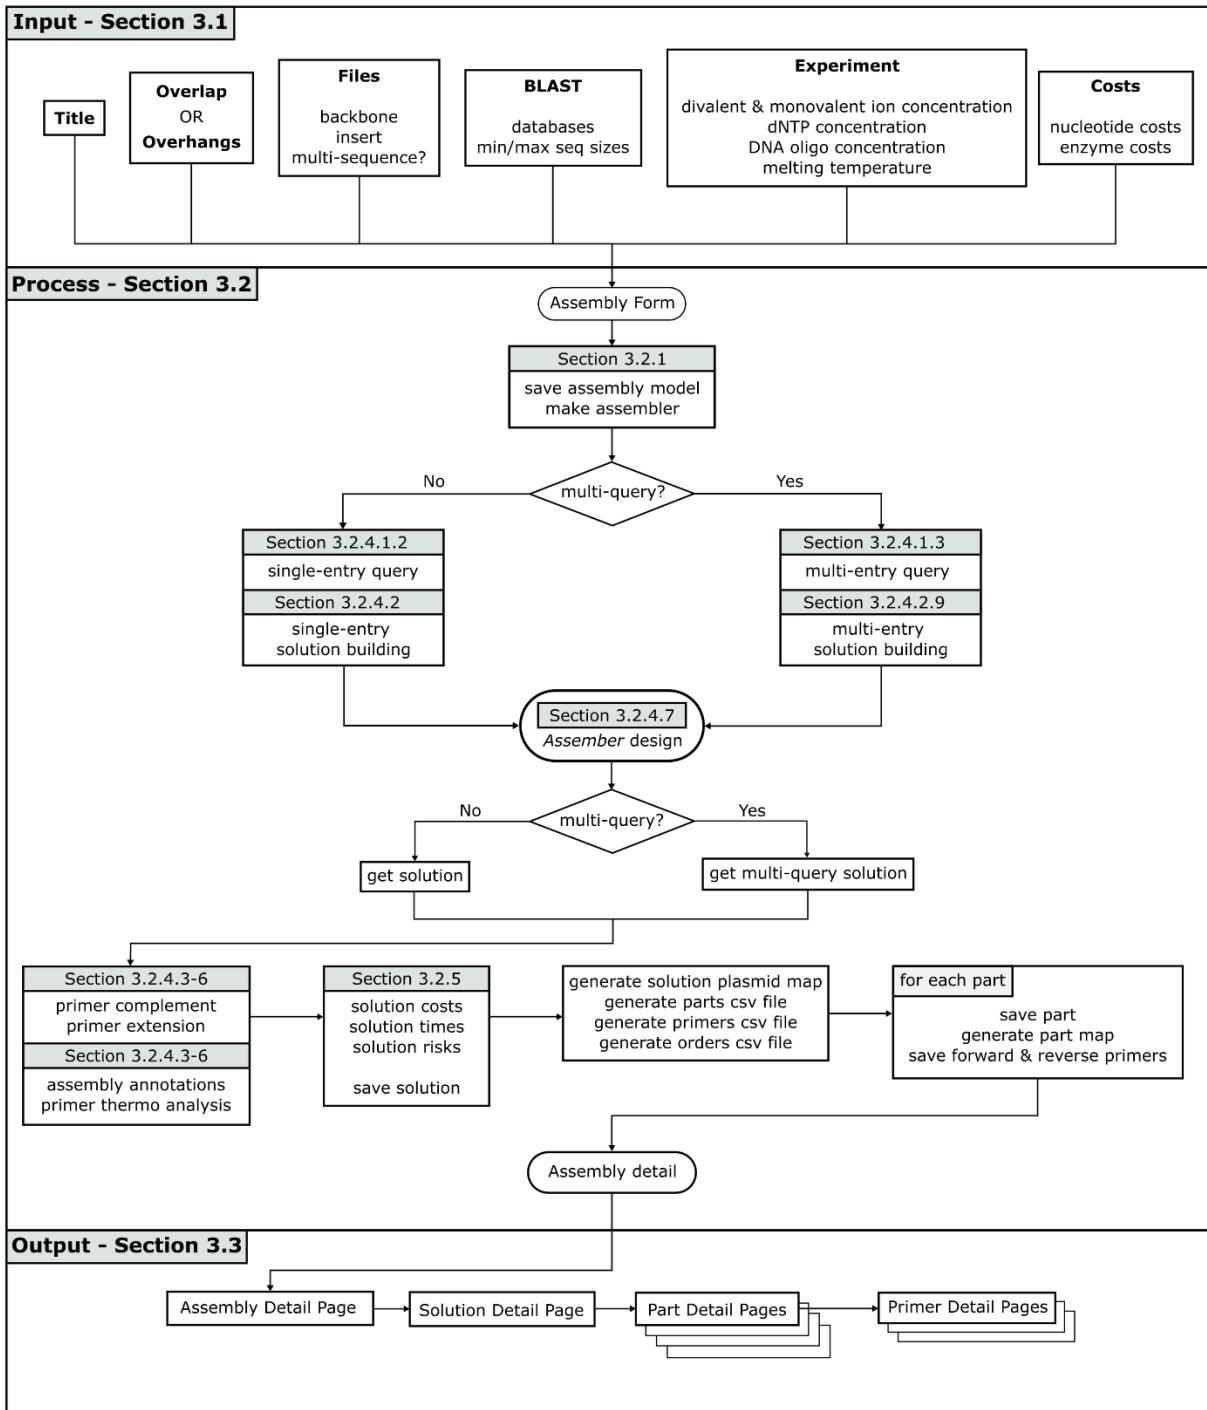 Input - Section 3.1
Title
Overlap
OR
Overhangs
Files
backbone
insert
multi-sequence?
BLAST
databases
min/max seq sizes
Experiment
divalent & monovalent ion concentration
dNTP concentration
DNA oligo concentration
melting temperature
Costs
nucleotide costs
enzyme costs
Process - Section 3.2
Assembly Form
Section 3.2.1
save assembly model
make assembler
multi-query?
No
Yes
Section 3.2.4.1.2
single-entry query
Section 3.2.4.2
single-entry
solution building
Section 3.2.4.1.3
multi-entry query
Section 3.2.4.2.9
multi-entry
solution building
Section 3.2.4.7
Assember design
multi-query?
No
Yes
get solution
get multi-query solution
Section 3.2.4.3-6
primer complement
primer extension
Section 3.2.4.3-6
assembly annotations
primer thermo analysis
Section 3.2.5
solution costs
solution times
solution risks
save solution
generate solution plasmid map
generate parts csv file
generate primers csv file
generate orders csv file
for each part
save part
generate part map
save forward & reverse primers
Assembly detail
Output - Section 3.3
Assembly Detail Page
Solution Detail Page
Part Detail Pages
Primer Detail Pages